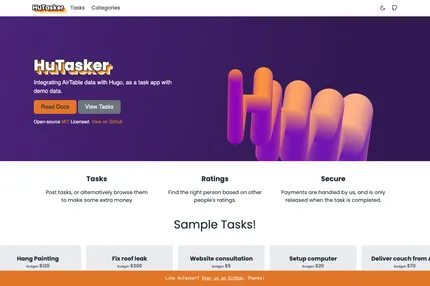 HuTasker Tasks Categories
HuTasker
Integrating AirTable data with Hugo, as a task app with
demo data.
Read Docs View Tasks
Open-source MIT Licensed. View on Github
Tasks Ratings Secure
Post tasks, or alternatively browse them Find the right person based on other Payments are handled by us, and is only
to make some extra money people's ratings. released when the task is completed.
Sample Tasks!
Hang Painting Fix roof leak Website consultation Setup computer Deliver couch from A
Budget $120 Budget $300 Budget $5 Budget $20 Budget $70
Like HuTasker? Star us on GitHub. Thanks!